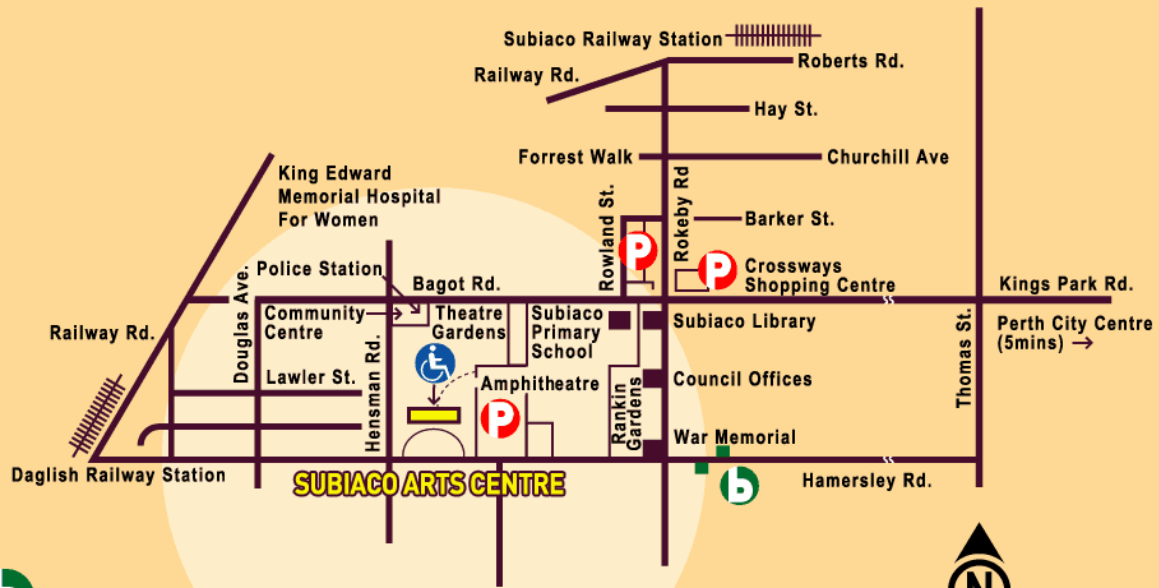 Subiaco Railway Station
Railway Rd.
Roberts Rd.
Hay St.
Forrest Walk
Churchill Ave
King Edward
Memorial Hospital
For Women
Rowland St.
Rokeby Rd
Barker St.
P
P
Crossways
Shopping Centre
Police Station
Bagot Rd.
Kings Park Rd.
Railway Rd.
Douglas Ave.
Community
Centre
Theatre
Gardens
Subiaco
Primary
School
Subiaco Library
Perth City Centre
(5mins) →
Hensman Rd.
Lawler St.
Amphitheatre
P
Rankin
Gardens
Council Offices
Thomas St.
War Memorial
Daglish Railway Station
SUBIACO ARTS CENTRE
b
Hamersley Rd.
N